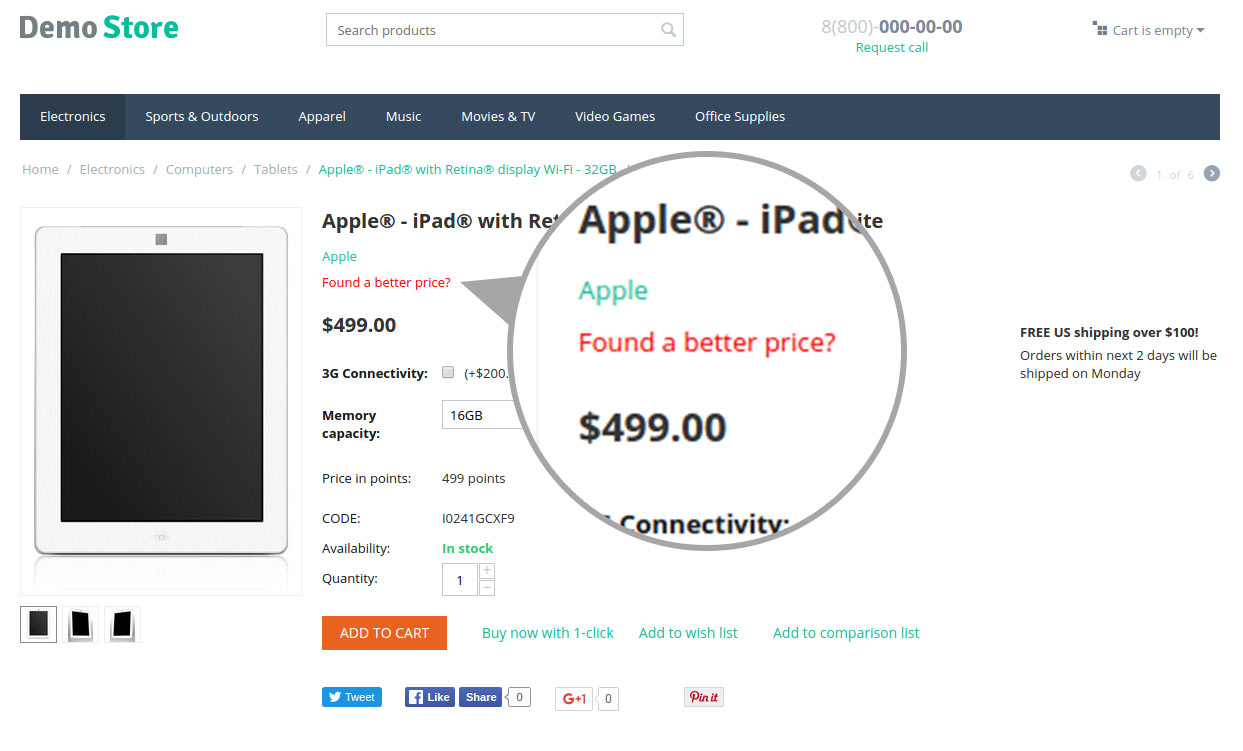 Demo Store
Search products
8(800)-000-00-00
Request call
Cart is empty
Electronics Sports & Outdoors Apparel Music Movies & TV Video Games Office Supplies
Home / Electronics / Computers / Tablets / Apple® - iPad® with Retina® display Wi-Fi - 32GB
1 of 6
Apple® - iPad® with
Apple
Found a better price?
$499.00
3G Connectivity: (+$200.
Memory capacity: 16GB
Price in points: 499 points
CODE: I0241GCXF9
Availability: In stock
Quantity: 1 + −
Apple® - iPad
Apple
Found a better price?
$499.00
Connectivity:
FREE US shipping over $100!
Orders within next 2 days will be
shipped on Monday
ADD TO CART Buy now with 1-click Add to wish list Add to comparison list
Tweet Like Share 0 G+1 0 Pin it